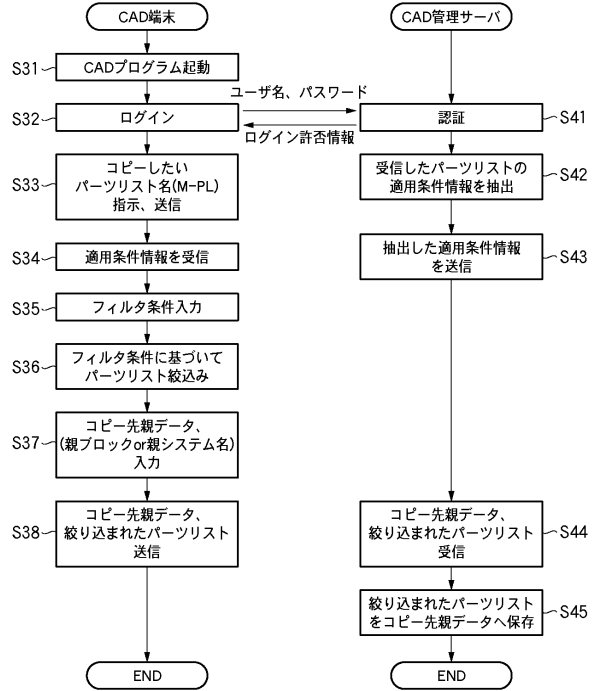 CAD端末
S31
CADプログラム起動
S32
ログイン
S33
コピーしたい
パーツリスト名(M-PL)
指示、送信
S34
適用条件情報を受信
S35
フィルタ条件入力
S36
フィルタ条件に基づいて
パーツリスト絞込み
S37
コピー先親データ、
(親ブロックor親システム名)
入力
S38
コピー先親データ、
絞り込まれたパーツリスト
送信
END
ユーザ名、パスワード
ログイン許否情報
CAD管理サーバ
認証
S41
受信したパーツリストの
適用条件情報を抽出
S42
抽出した適用条件情報
を送信
S43
コピー先親データ、
絞り込まれたパーツリスト
受信
S44
絞り込まれたパーツリスト
をコピー先親データへ保存
S45
END